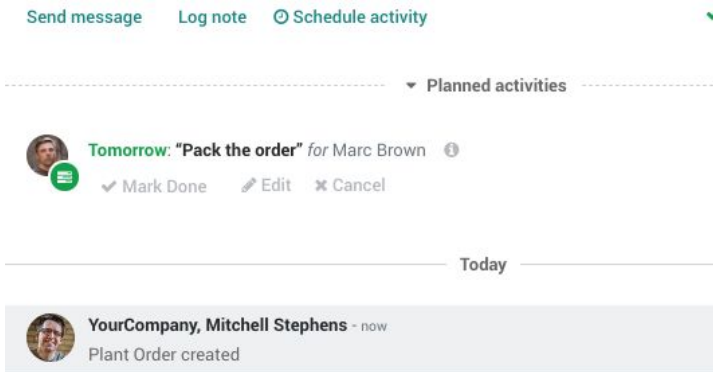 Send message Log note Schedule activity
Planned activities
Tomorrow: “Pack the order” for Marc Brown
Mark Done Edit Cancel
Today
YourCompany, Mitchell Stephens - now
Plant Order created